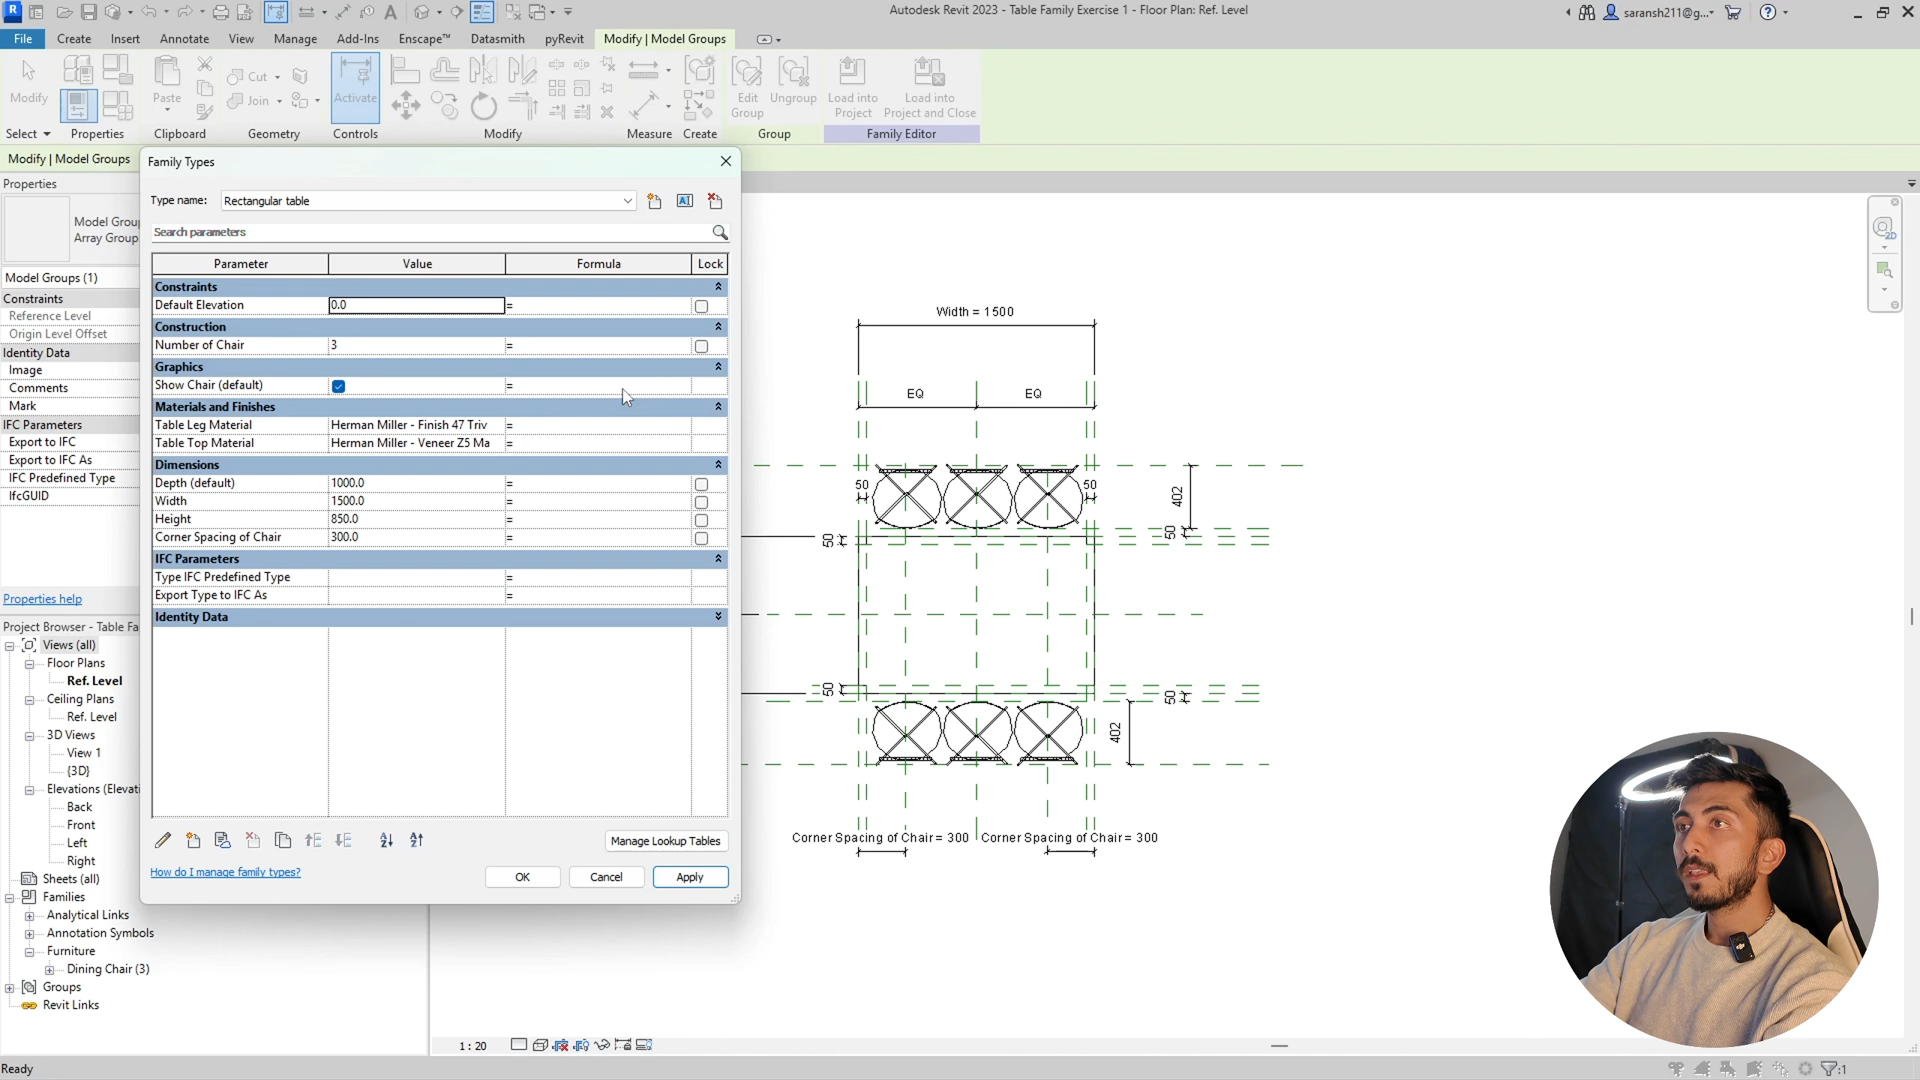 Autodesk Revit 2023 - Table Family Exercise 1 - Floor Plan: Ref. Level
saransh211@g...
File Create Insert Annotate View Manage Add-Ins Enscape™ Datasmith pyRevit Modify | Model Groups
Modify
Paste
Cut
Join
Activate
Edit Group
Ungroup
Load into Project
Load into Project and Close
Select Properties Clipboard Geometry Controls Modify Measure Create Group Family Editor
Modify | Model Groups
Properties
Model Grou
Array Group
Model Groups (1)
Constraints
Reference Level
Origin Level Offset
Identity Data
Image
Comments
Mark
IFC Parameters
Export to IFC
Export to IFC As
IFC Predefined Type
IfcGUID
Properties help
Project Browser - Table Fa
Views (all)
Floor Plans
Ref. Level
Ceiling Plans
Ref. Level
3D Views
View 1
{3D}
Elevations (Elevati
Back
Front
Left
Right
Sheets (all)
Families
Analytical Links
Annotation Symbols
Furniture
Dining Chair (3)
Groups
Revit Links
Family Types
Type name: Rectangular table
Search parameters
Parameter Value Formula Lock
Constraints
Default Elevation 0.0 =
Construction
Number of Chair 3 =
Graphics
Show Chair (default) =
Materials and Finishes
Table Leg Material Herman Miller - Finish 47 Triv =
Table Top Material Herman Miller - Veneer Z5 Ma =
Dimensions
Depth (default) 1000.0 =
Width 1500.0 =
Height 850.0 =
Corner Spacing of Chair 300.0 =
IFC Parameters
Type IFC Predefined Type =
Export Type to IFC As =
Identity Data
Manage Lookup Tables
How do I manage family types?
OK Cancel Apply
Width = 1500
EQ EQ
50 50
402
50 50
50 50
402
Corner Spacing of Chair = 300 Corner Spacing of Chair = 300
1 : 20
Ready
:1